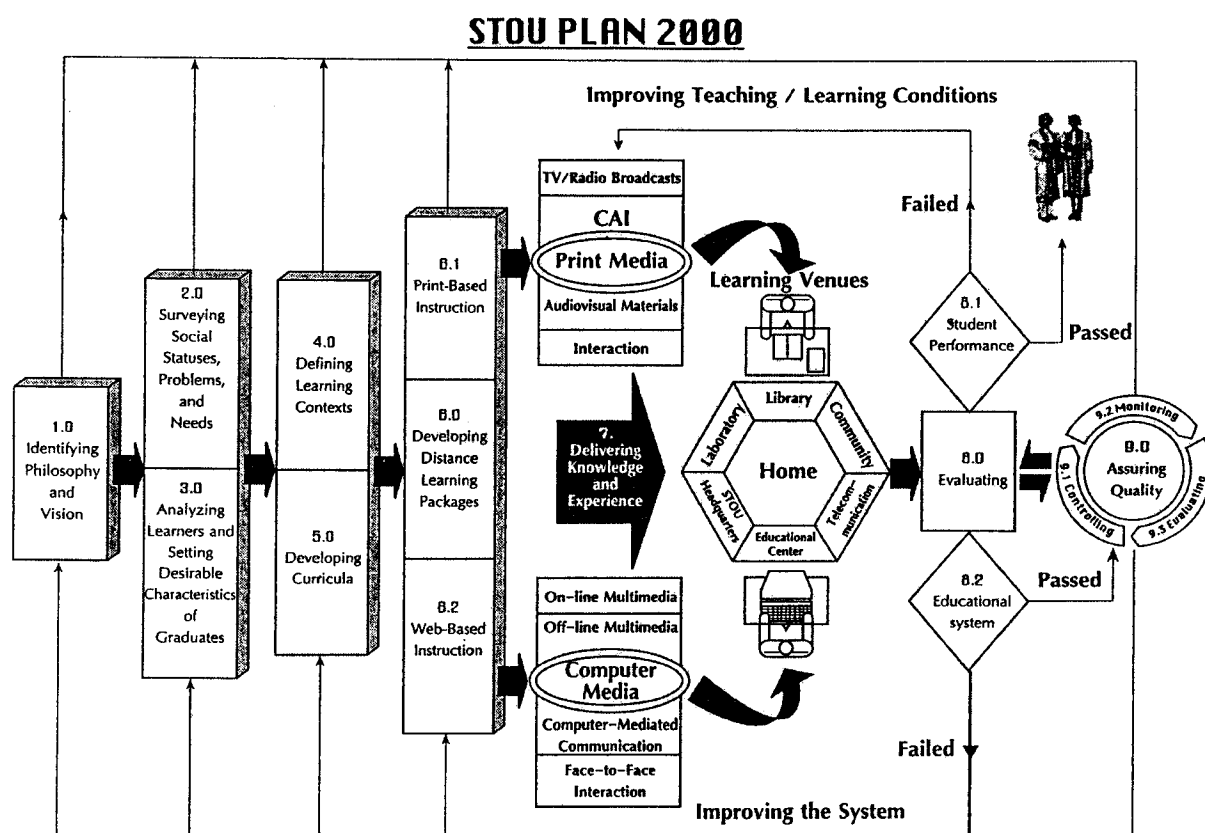 STOU PLAN 2000
Improving Teaching / Learning Conditions
1.0
Identifying
Philosophy
and
Vision
2.0
Surveying
Social
Statuses,
Problems,
and
Needs
3.0
Analyzing
Learners and
Setting
Desirable
Characteristics
of
Graduates
4.0
Defining
Learning
Contexts
5.0
Developing
Curricula
6.1
Print-Based
Instruction
6.0
Developing
Distance
Learning
Packages
6.2
Web-Based
Instruction
TV/Radio Broadcasts
CAI
Print Media
Audiovisual Materials
Interaction
7.
Delivering
Knowledge
and
Experience
On-line Multimedia
Off-line Multimedia
Computer
Media
Computer-Mediated
Communication
Face-to-Face
Interaction
Learning Venues
Library
Laboratory
Community
Home
STOU
Headquarters
Telecom-
munication
Educational
Center
Failed
8.1
Student
Performance
Passed
8.0
Evaluating
8.2
Educational
system
Passed
Failed
9.2 Monitoring
9.0
Assuring
Quality
9.1 Controlling
9.3 Evaluating
Improving the System